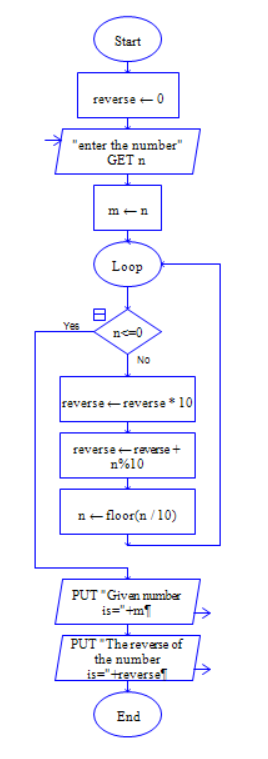 Start
reverse ← 0
"enter the number"
GET n
m ← n
Loop
Yes
n<=0
No
reverse ← reverse * 10
reverse ← reverse +
n%10
n ← floor(n / 10)
PUT "Given number
is="+m¶
PUT "The reverse of
the number
is="+reverse¶
End